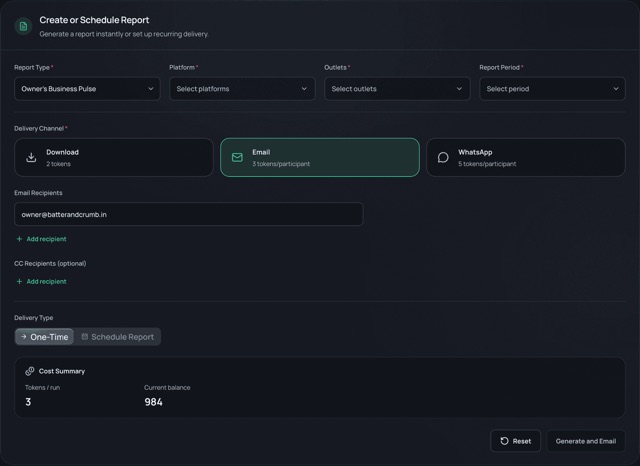 Create or Schedule Report
Generate a report instantly or set up recurring delivery.
Report Type *
Platform *
Outlets *
Report Period *
Owner's Business Pulse
Select platforms
Select outlets
Select period
Delivery Channel *
Download
2 tokens
Email
3 tokens/participant
WhatsApp
5 tokens/participant
Email Recipients
owner@batterandcrumb.in
+ Add recipient
CC Recipients (optional)
+ Add recipient
Delivery Type
One-Time
Schedule Report
Cost Summary
Tokens / run
Current balance
3
984
Reset
Generate and Email